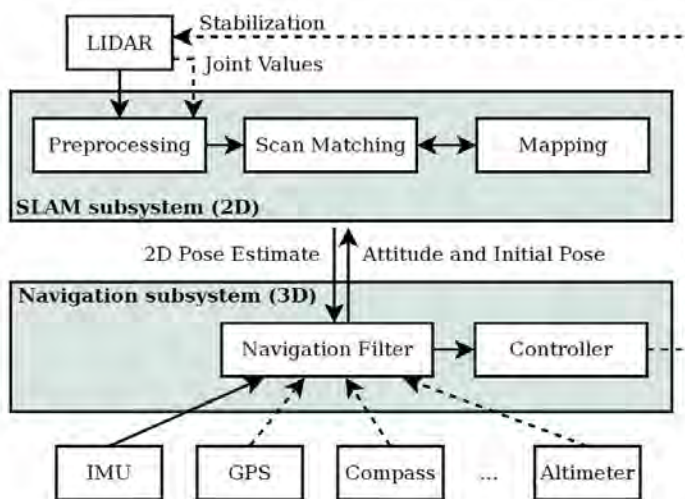 Stabilization
LIDAR
Joint Values
Preprocessing
Scan Matching
Mapping
SLAM subsystem (2D)
2D Pose Estimate
Attitude and Initial Pose
Navigation subsystem (3D)
Navigation Filter
Controller
IMU
GPS
Compass
...
Altimeter